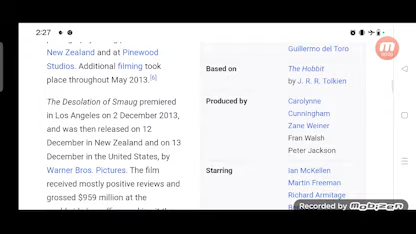 2:27
New Zealand and at Pinewood
Studios. Additional filming took
place throughout May 2013.[6]
The Desolation of Smaug premiered
in Los Angeles on 2 December 2013,
and was then released on 12
December in New Zealand and on 13
December in the United States, by
Warner Bros. Pictures. The film
received mostly positive reviews and
grossed $959 million at the
Guillermo del Toro
Based on
The Hobbit
by J. R. R. Tolkien
Produced by
Carolynne
Cunningham
Zane Weiner
Fran Walsh
Peter Jackson
Starring
Ian McKellen
Martin Freeman
Richard Armitage
Recorded by Mobizen